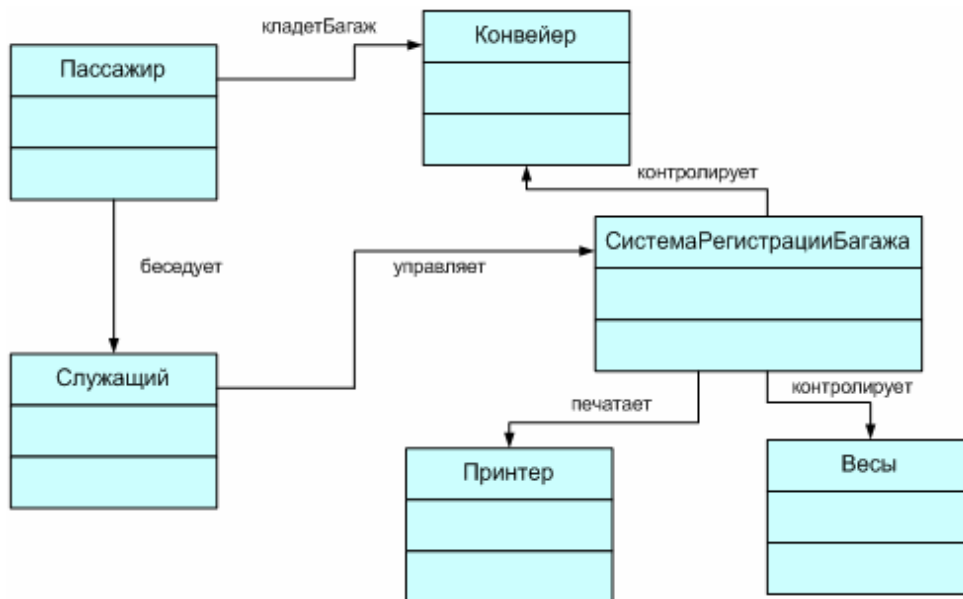 кладетБагаж
Конвейер
Пассажир
контролирует
СистемаРегистрацииБагажа
беседует
управляет
Служащий
печатает
контролирует
Принтер
Весы